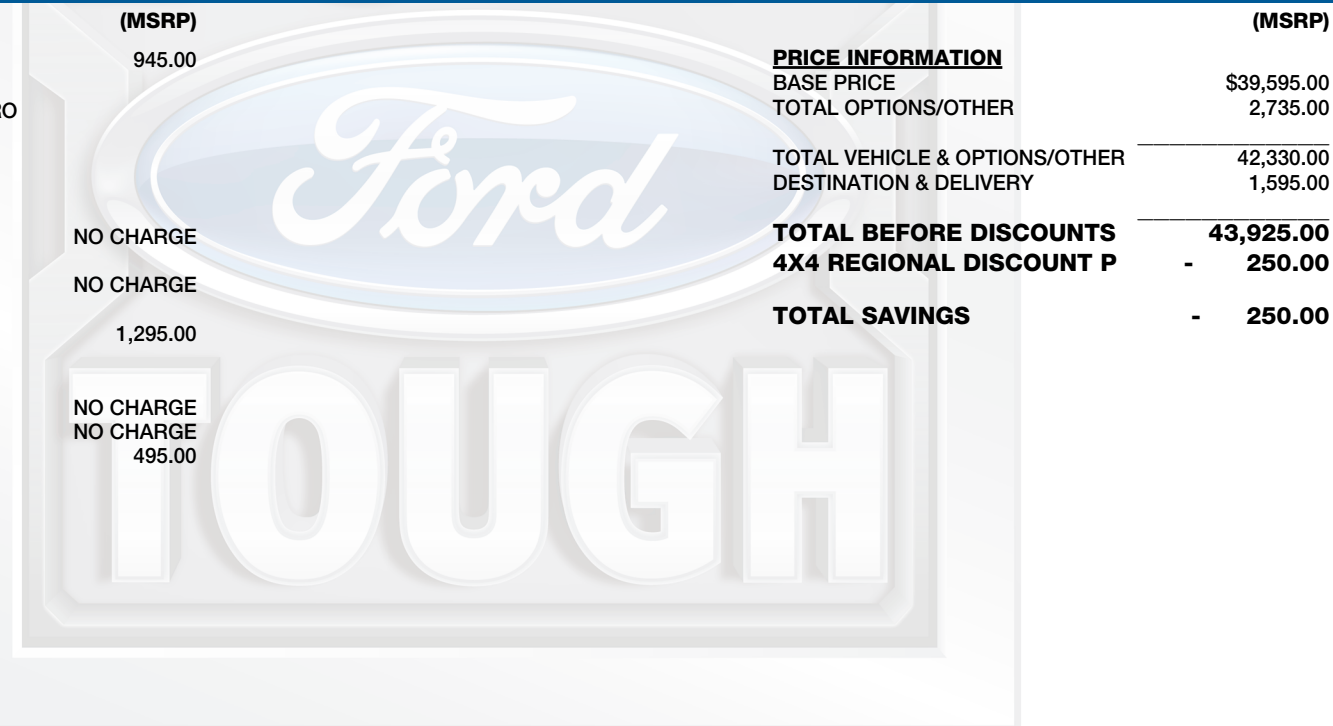 (MSRP)
945.00
RO
NO CHARGE
NO CHARGE
1,295.00
NO CHARGE
NO CHARGE
495.00
Ford
TOUGH
(MSRP)
PRICE INFORMATION
BASE PRICE $39,595.00
TOTAL OPTIONS/OTHER 2,735.00
TOTAL VEHICLE & OPTIONS/OTHER 42,330.00
DESTINATION & DELIVERY 1,595.00
TOTAL BEFORE DISCOUNTS 43,925.00
4X4 REGIONAL DISCOUNT P - 250.00
TOTAL SAVINGS - 250.00